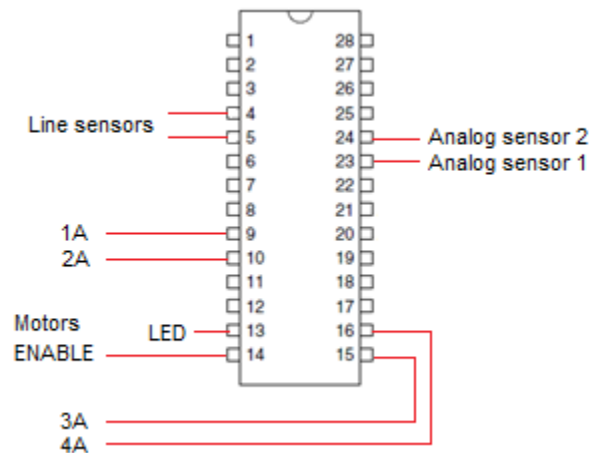 1 28
2 27
3 26
4 25
Line sensors
5 24 Analog sensor 2
6 23 Analog sensor 1
7 22
8 21
1A 9 20
2A 10 19
11 18
12 17
Motors
LED 13 16
ENABLE 14 15
3A
4A